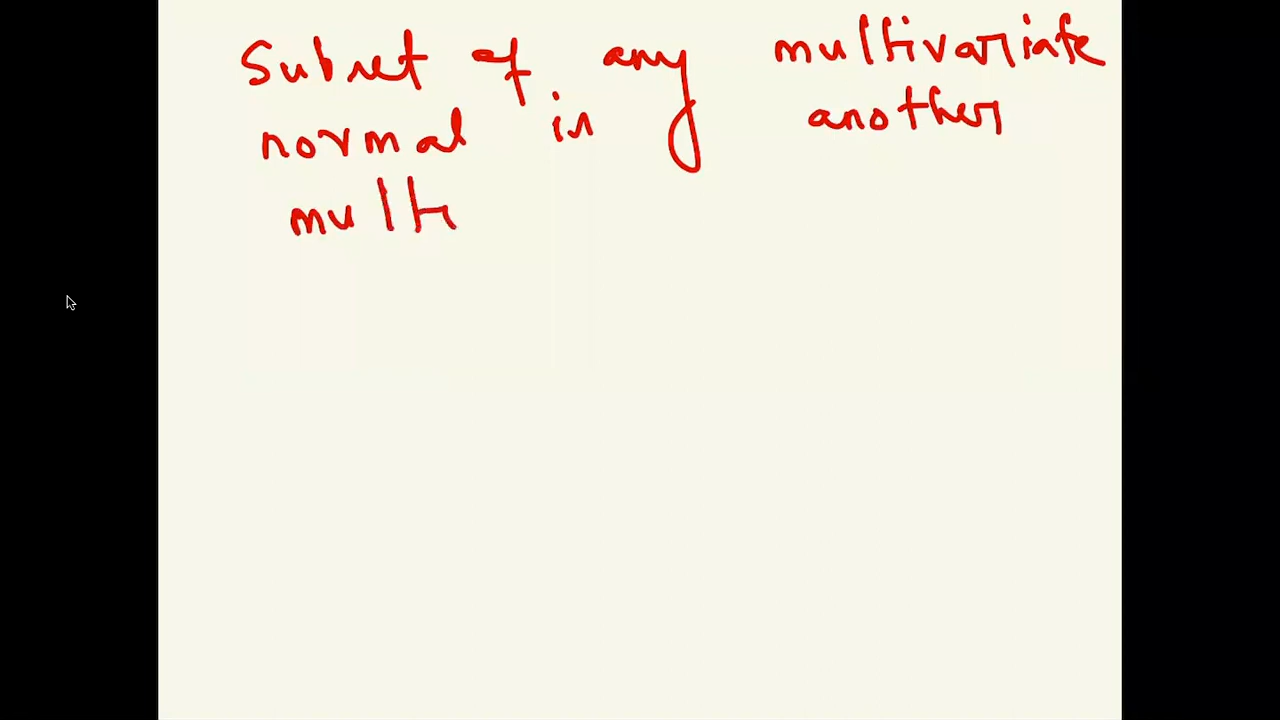 Subset of any multivariate
normal is another
multi